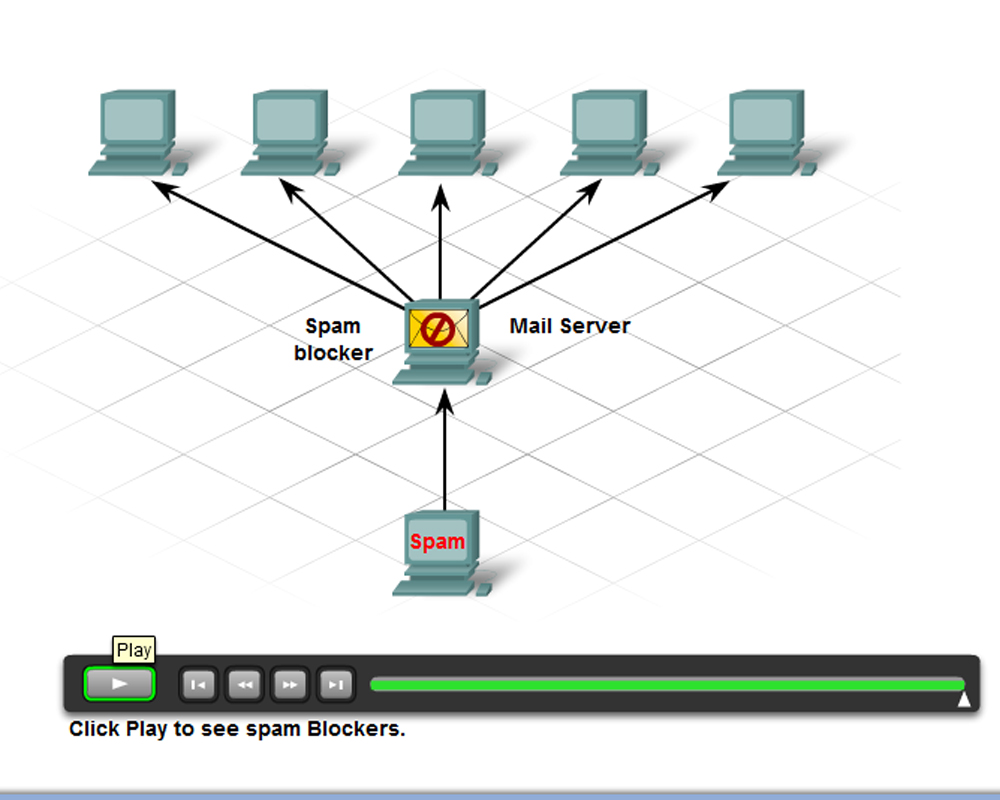 Spam
blocker
Mail Server
Spam
Play
Click Play to see spam Blockers.